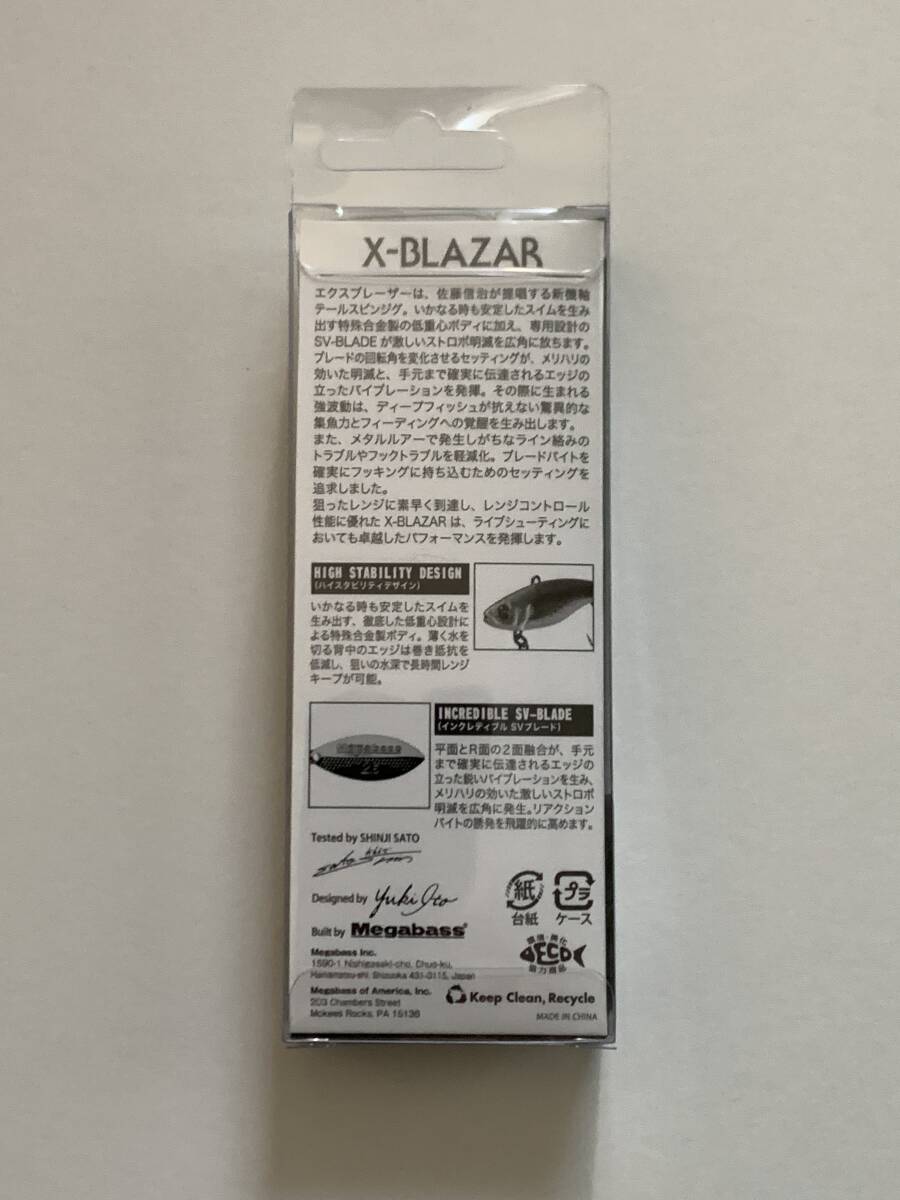 X-BLAZAR
エクスブレーザーは、佐藤信治が提唱する新機軸
テールスピンジグ。いかなる時も安定したスイムを生み
出す特殊合金製の低重心ボディに加え、専用設計の
SV-BLADEが激しいストロボ明滅を広角に放ちます。
ブレードの回転角を変化させるセッティングが、メリハリの
効いた明滅と、手元まで確実に伝達されるエッジの
立ったバイブレーションを発揮。その際に生まれる
強波動は、ディープフィッシュが抗えない驚異的な
集魚力とフィーディングへの覚醒を生み出します。
また、メタルルアーで発生しがちなライン絡みの
トラブルやフックトラブルを軽減化。ブレードバイトを
確実にフッキングに持ち込むためのセッティングを
追求しました。
狙ったレンジに素早く到達し、レンジコントロール
性能に優れた X-BLAZAR は、ライブシューティングに
おいても卓越したパフォーマンスを発揮します。
HIGH STABILITY DESIGN
(ハイスタビリティデザイン)
いかなる時も安定したスイムを
生み出す、徹底した低重心設計に
よる特殊合金製ボディ。薄く水を
切る背中のエッジは巻き抵抗を
低減し、狙いの水深で長時間レンジ
キープが可能。
INCREDIBLE SV-BLADE
(インクレディブル SVブレード)
Megabass
平面とR面の2面融合が、手元
まで確実に伝達されるエッジの
立った鋭いバイブレーションを生み、
メリハリの効いた激しいストロボ
明滅を広角に発生。リアクション
バイトの誘発を飛躍的に高めます。
Tested by SHINJI SATO
Designed by Yuki Ito
Built by Megabass
紙
台紙
プラ
ケース
環境・美化
ECO
協力商品
Megabass Inc.
1590-1 Nishigasaki-cho, Chuo-ku,
Hamamatsu-shi, Shizuoka 431-3115, Japan
Megabass of America, Inc.
203 Chambers Street
Mckees Rocks, PA 15136
Keep Clean, Recycle
MADE IN CHINA